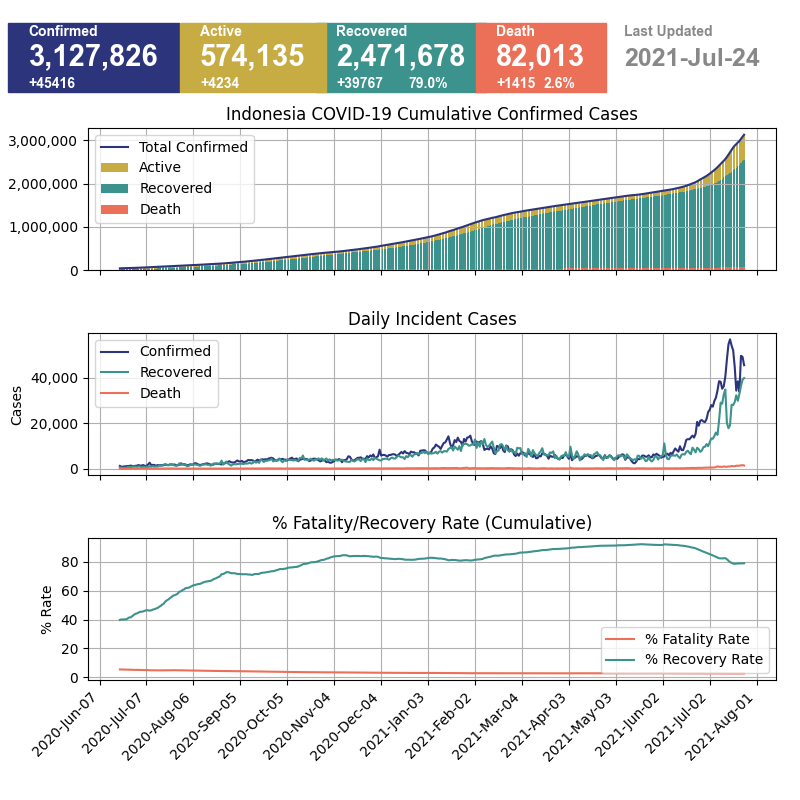 Confirmed
3,127,826
+45416
Active
574,135
+4234
Recovered
2,471,678
+39767 79.0%
Death
82,013
+1415 2.6%
Last Updated
2021-Jul-24
Indonesia COVID-19 Cumulative Confirmed Cases
3,000,000
2,000,000
1,000,000
0
Total Confirmed
Active
Recovered
Death
Daily Incident Cases
Cases
40,000
20,000
0
Confirmed
Recovered
Death
% Fatality/Recovery Rate (Cumulative)
% Rate
80
60
40
20
0
% Fatality Rate
% Recovery Rate
2020-Jun-07
2020-Jul-07
2020-Aug-06
2020-Sep-05
2020-Oct-05
2020-Nov-04
2020-Dec-04
2021-Jan-03
2021-Feb-02
2021-Mar-04
2021-Apr-03
2021-May-03
2021-Jun-02
2021-Jul-02
2021-Aug-01